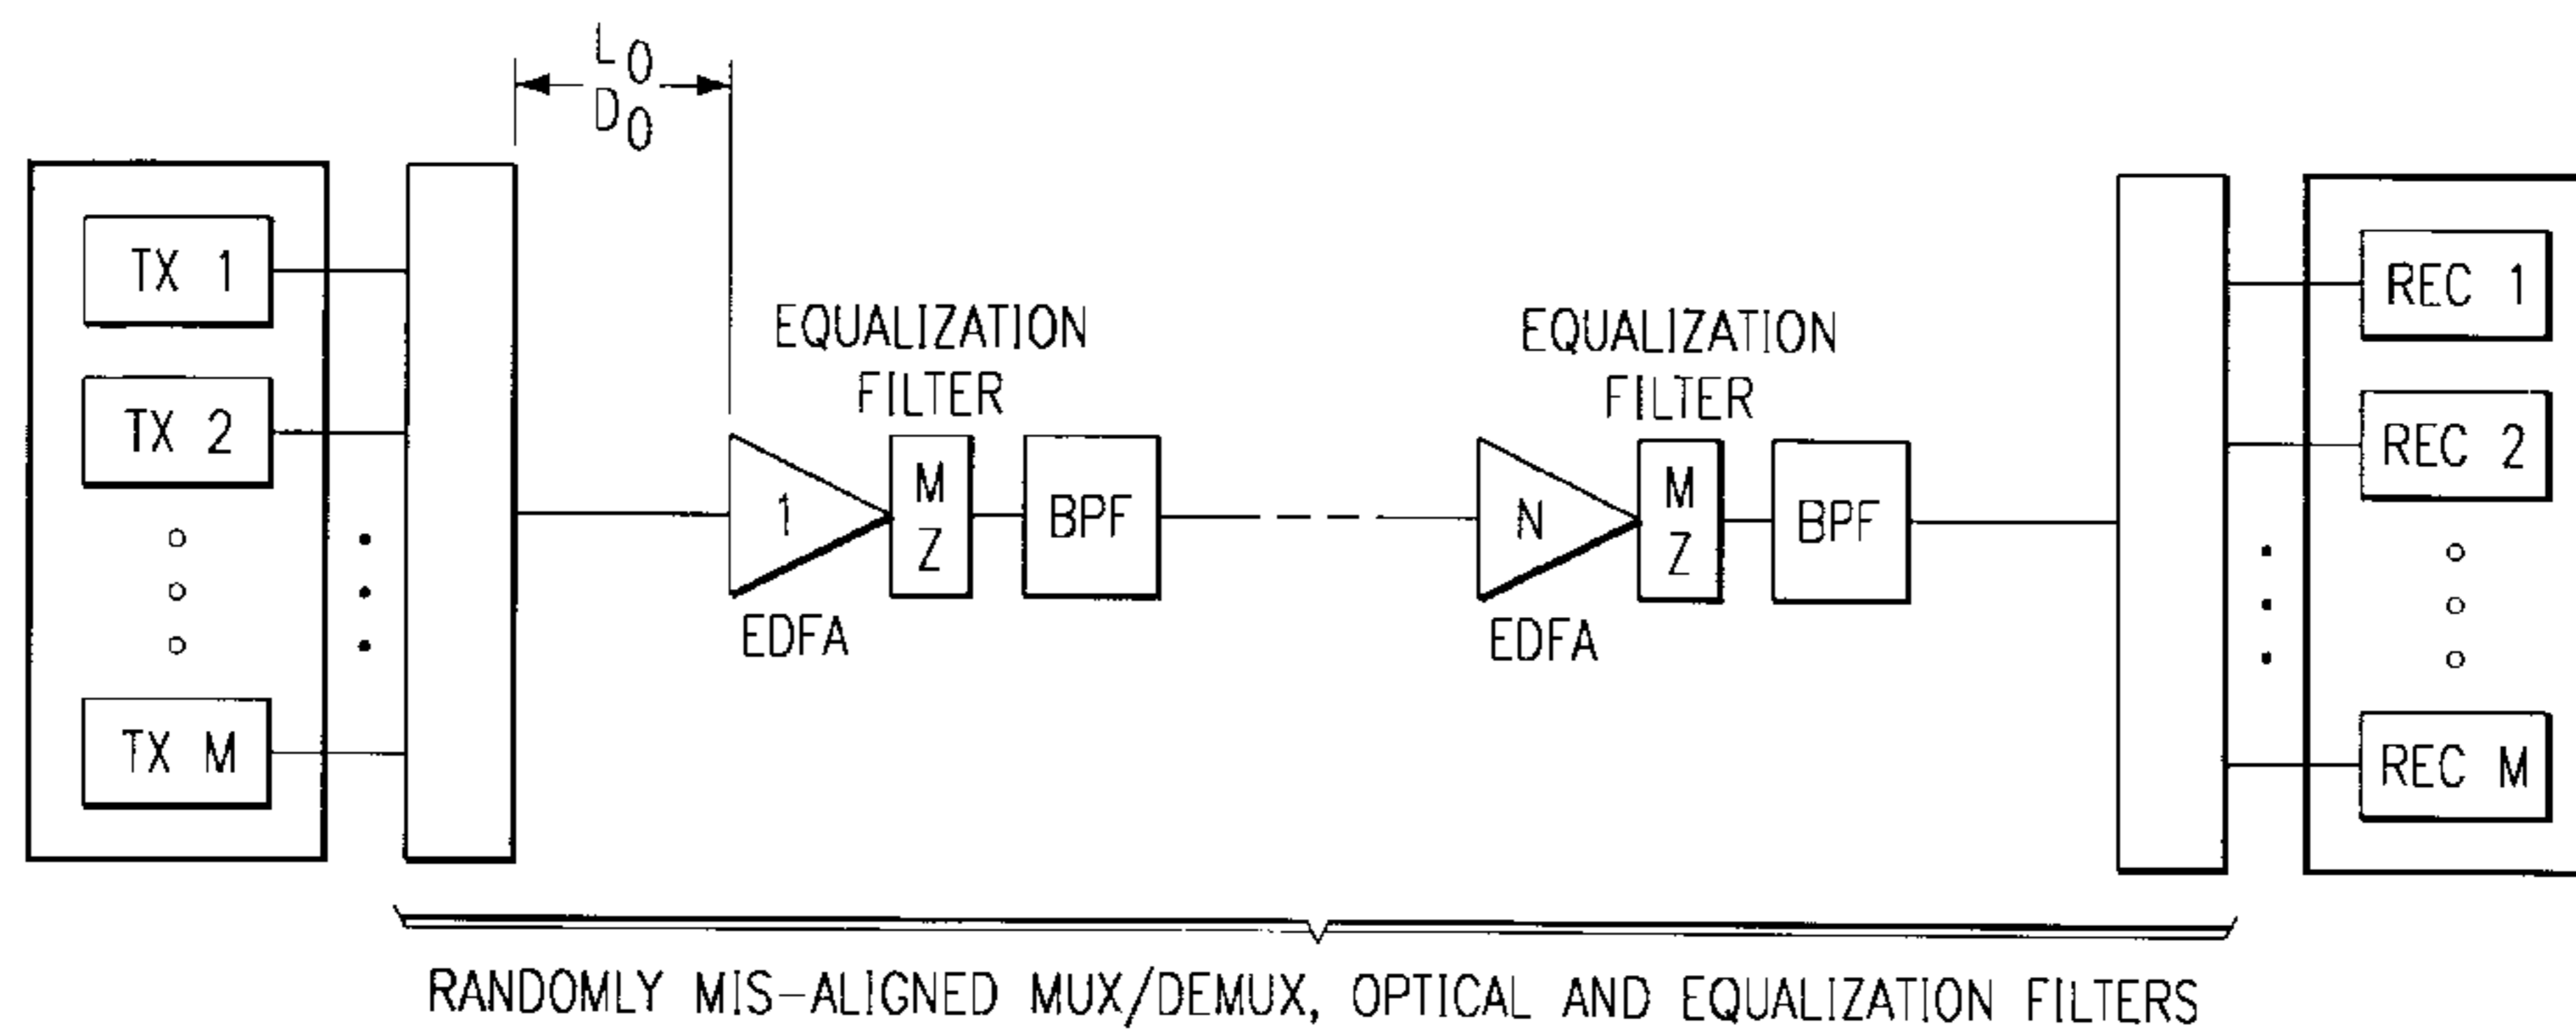 L0
D0
TX 1
TX 2
TX M
EQUALIZATION
FILTER
1
M
Z
BPF
EDFA
EQUALIZATION
FILTER
N
M
Z
BPF
EDFA
REC 1
REC 2
REC M
RANDOMLY MIS-ALIGNED MUX/DEMUX, OPTICAL AND EQUALIZATION FILTERS